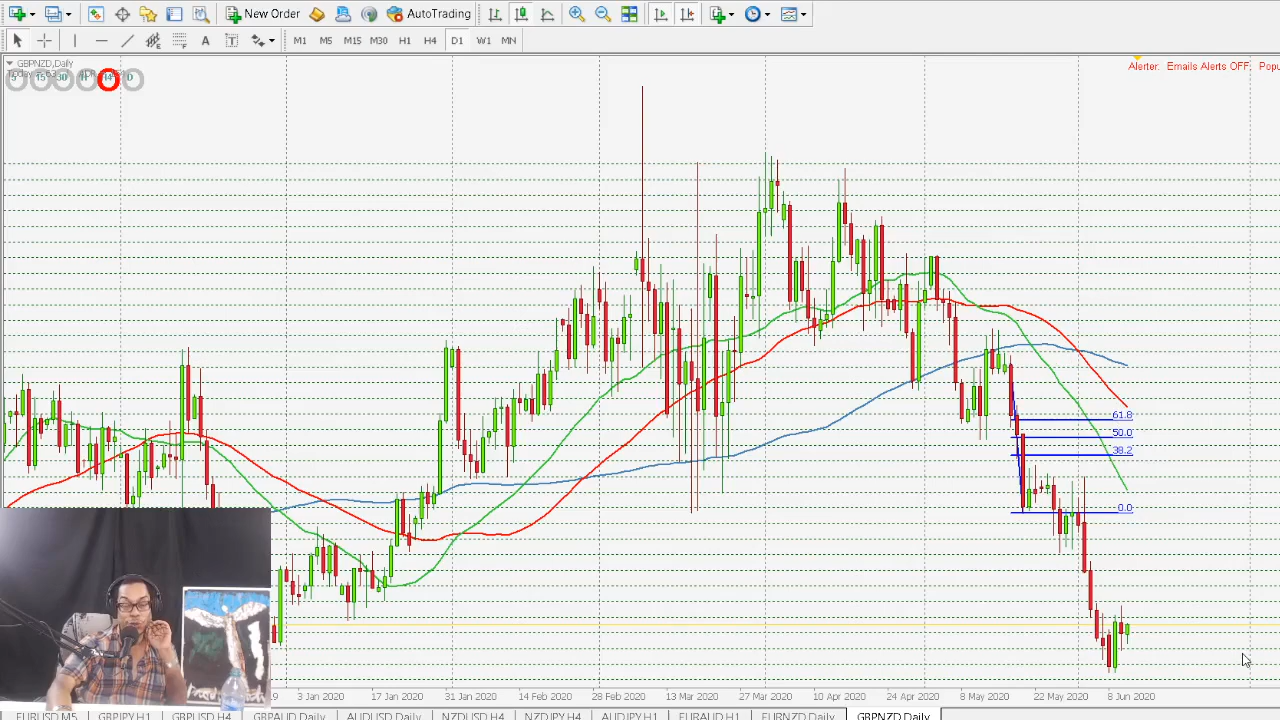 New Order
AutoTrading
M1 M5 M15 M30 H1 H4 D1 W1 MN
GBPNZD,Daily
Alerter: Emails Alerts OFF. Popu
15 30 H D
61.8
50.0
38.2
0.0
9 3 Jan 2020 17 Jan 2020 31 Jan 2020 14 Feb 2020 28 Feb 2020 13 Mar 2020 27 Mar 2020 10 Apr 2020 24 Apr 2020 8 May 2020 22 May 2020 8 Jun 2020
EURUSD M5 GBPJPY H1 GBPUSD H4 GBPAUD Daily AUDUSD Daily NZDUSD H4 NZDJPY H4 AUDJPY H1 EURAUD H1 EURNZD Daily GBPNZD Daily